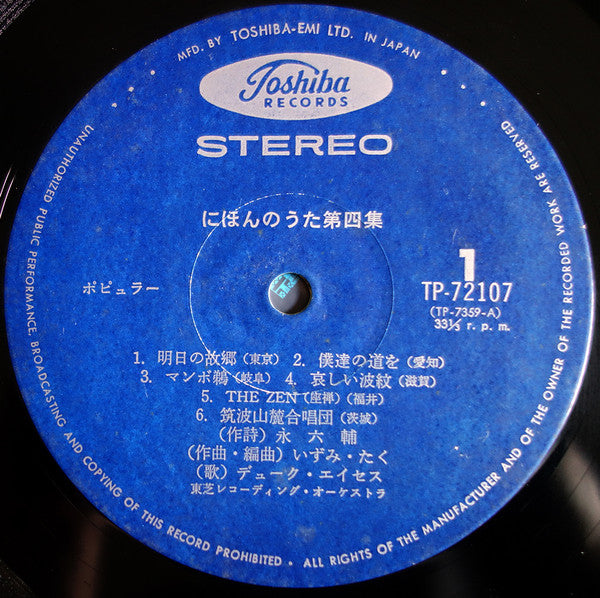 MFD. BY TOSHIBA-EMI LTD. IN JAPAN
Toshiba
RECORDS
STEREO
にほんのうた第四集
1
ポピュラー
TP-72107
(TP-7359-A)
33⅓ r. p. m.
1. 明日の故郷(東京) 2. 僕達の道を(愛知)
3. マンボ鵜(岐阜) 4. 哀しい波紋(滋賀)
5. THE ZEN(座禅)(福井)
6. 筑波山麓合唱団(茨城)
(作詩) 永 六 輔
(作曲・編曲) いずみ・たく
(歌) デューク・エイセス
東芝レコーディング・オーケストラ
UNAUTHORIZED PUBLIC PERFORMANCE, BROADCASTING AND COPYING OF THIS RECORD PROHIBITED • ALL RIGHTS OF THE MANUFACTURER AND OF THE OWNER OF THE RECORDED WORK ARE RESERVED